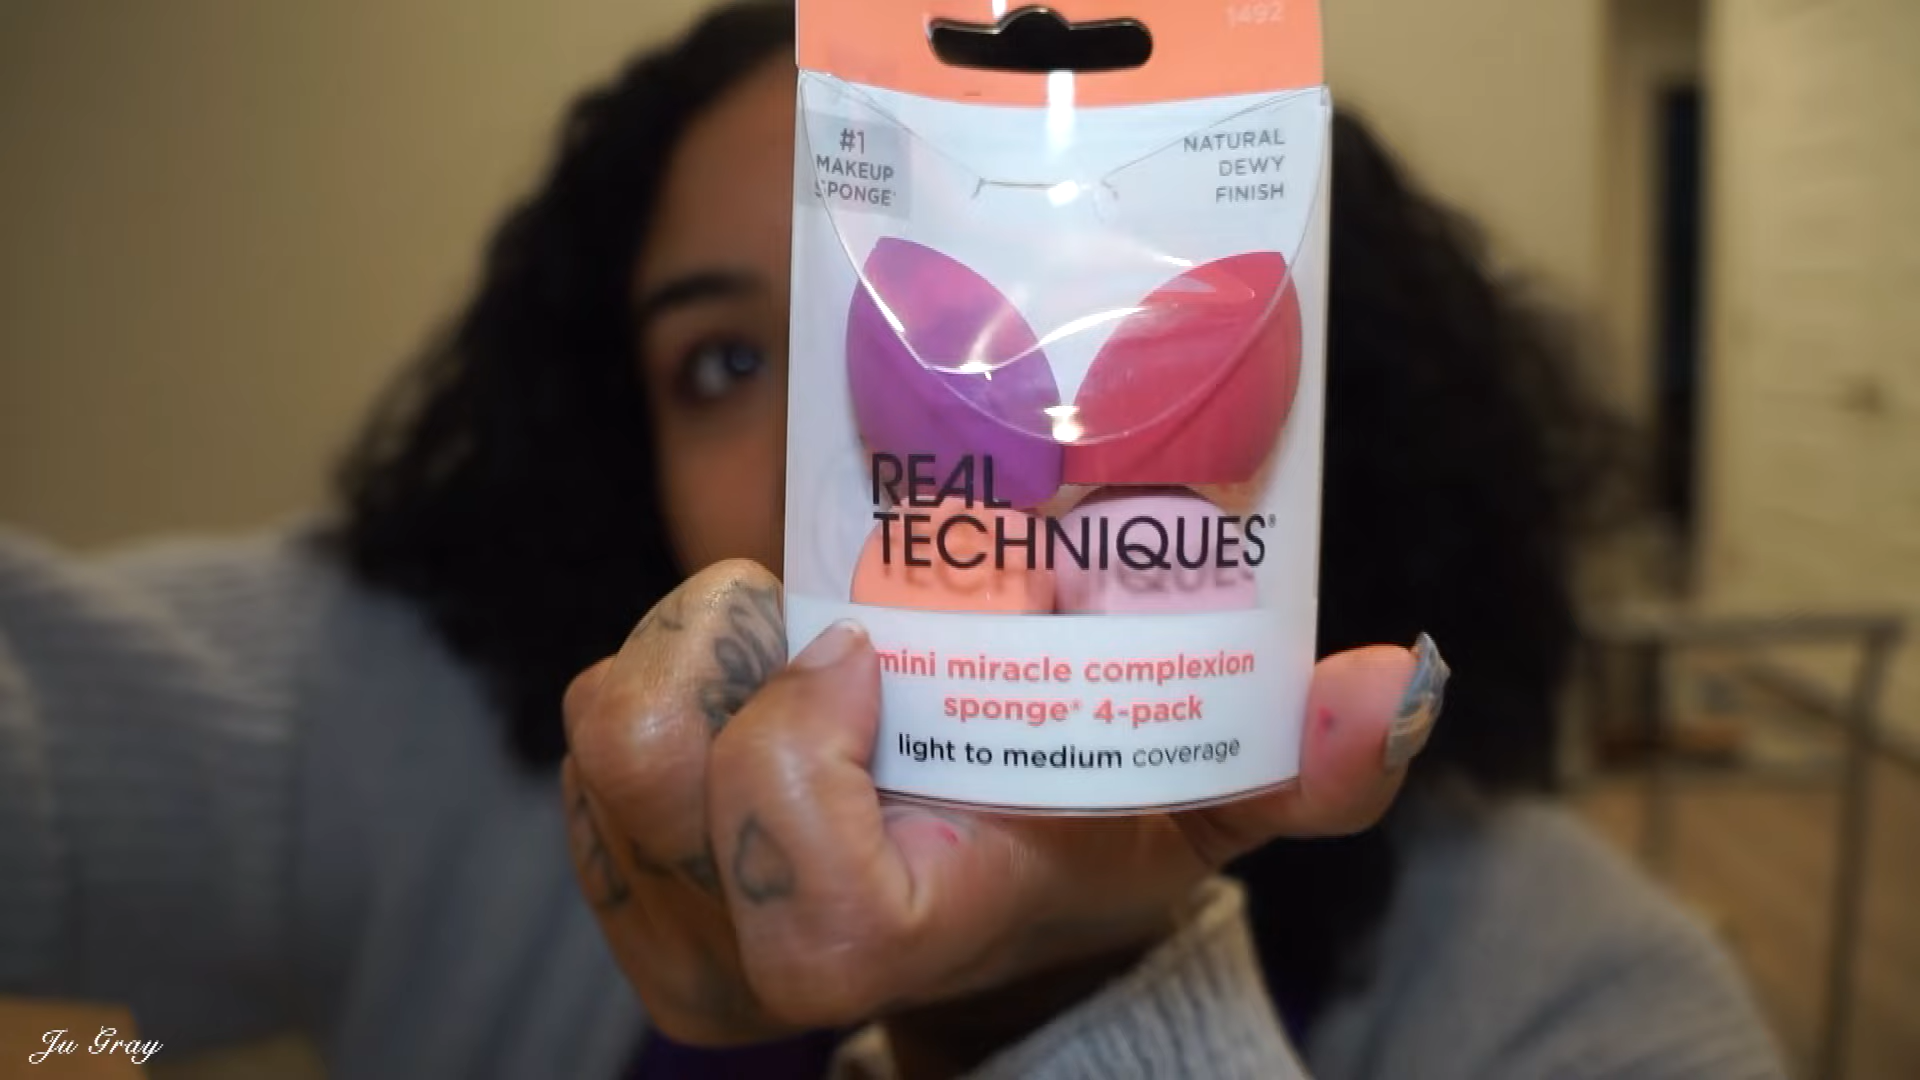 1492
#1
MAKEUP
SPONGE*
NATURAL
DEWY
FINISH
REAL
TECHNIQUES®
mini miracle complexion
sponge® 4-pack
light to medium coverage
Ju Gray